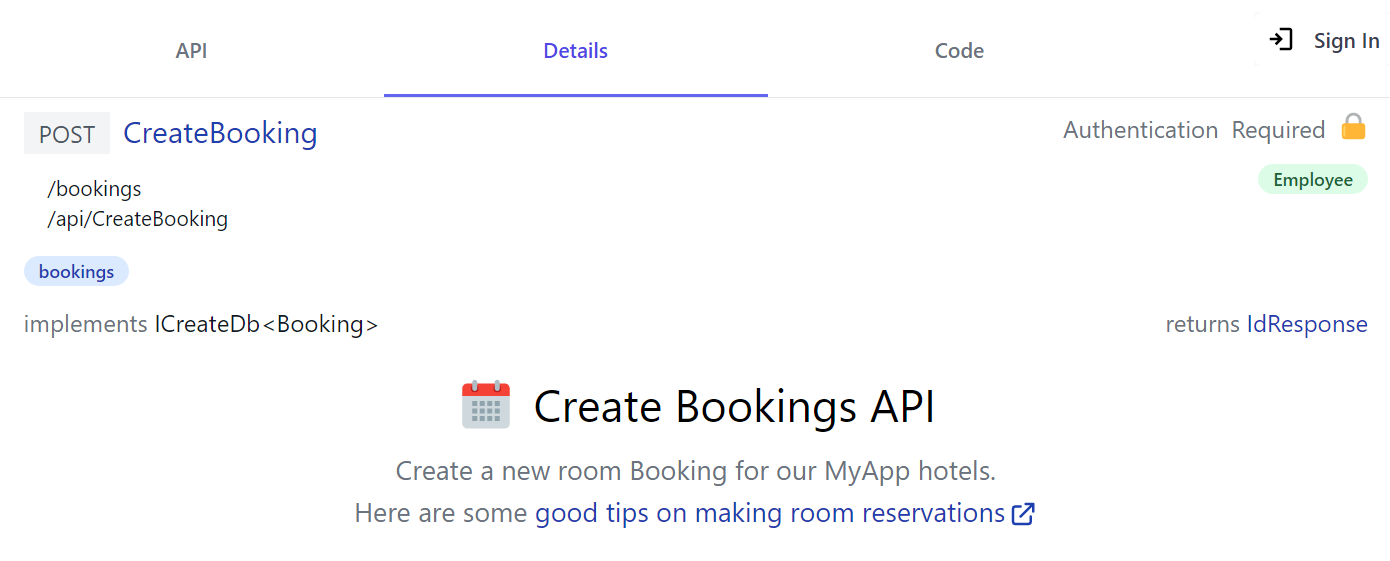 API
Details
Code
Sign In
POST CreateBooking
Authentication Required
/bookings
Employee
/api/CreateBooking
bookings
implements ICreateDb<Booking>
returns IdResponse
Create Bookings API
Create a new room Booking for our MyApp hotels.
Here are some good tips on making room reservations